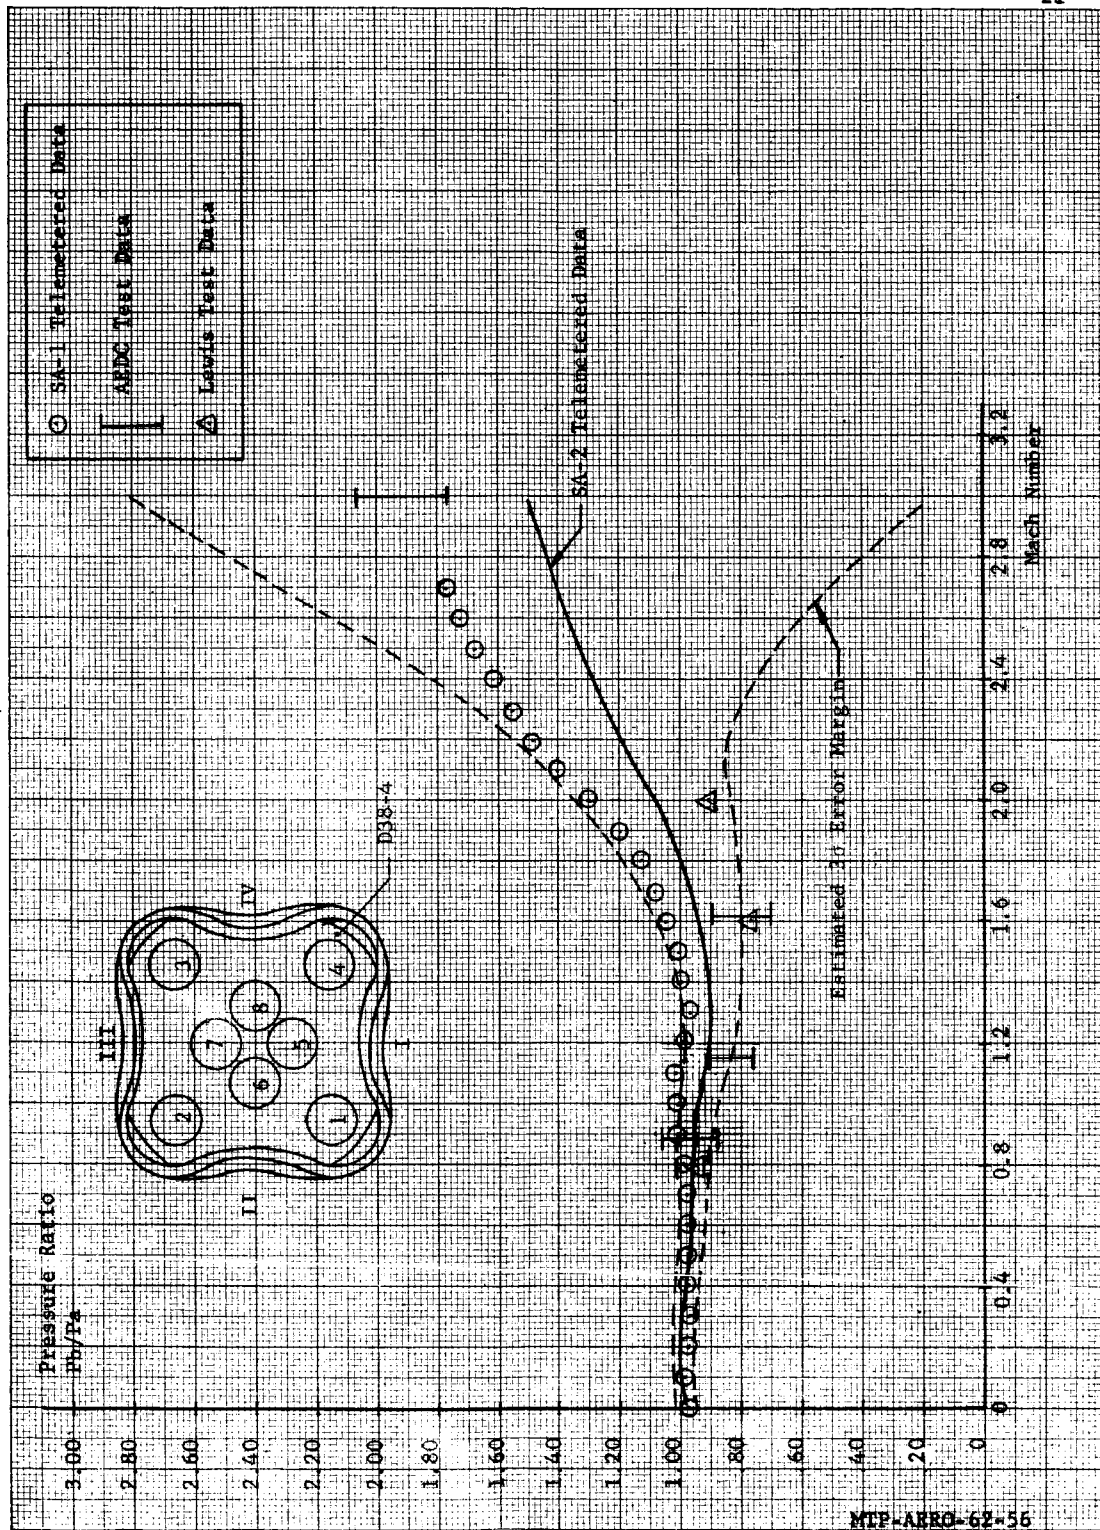 Pressure Ratio
Pb/Pa
3.00
2.80
2.60
2.40
2.20
2.00
1.80
1.60
1.40
1.20
1.00
.80
.60
.40
.20
0
0
0.4
0.8
1.2
1.6
2.0
2.4
2.8
3.2
Mach Number
SA-1 Telemetered Data
AEDC Test Data
Lewis Test Data
SA-2 Telemetered Data
Estimated 3σ Error Margin
D38-4
II
III
IV
I
2
3
7
6
8
5
1
4
MTP-AERO-62-56